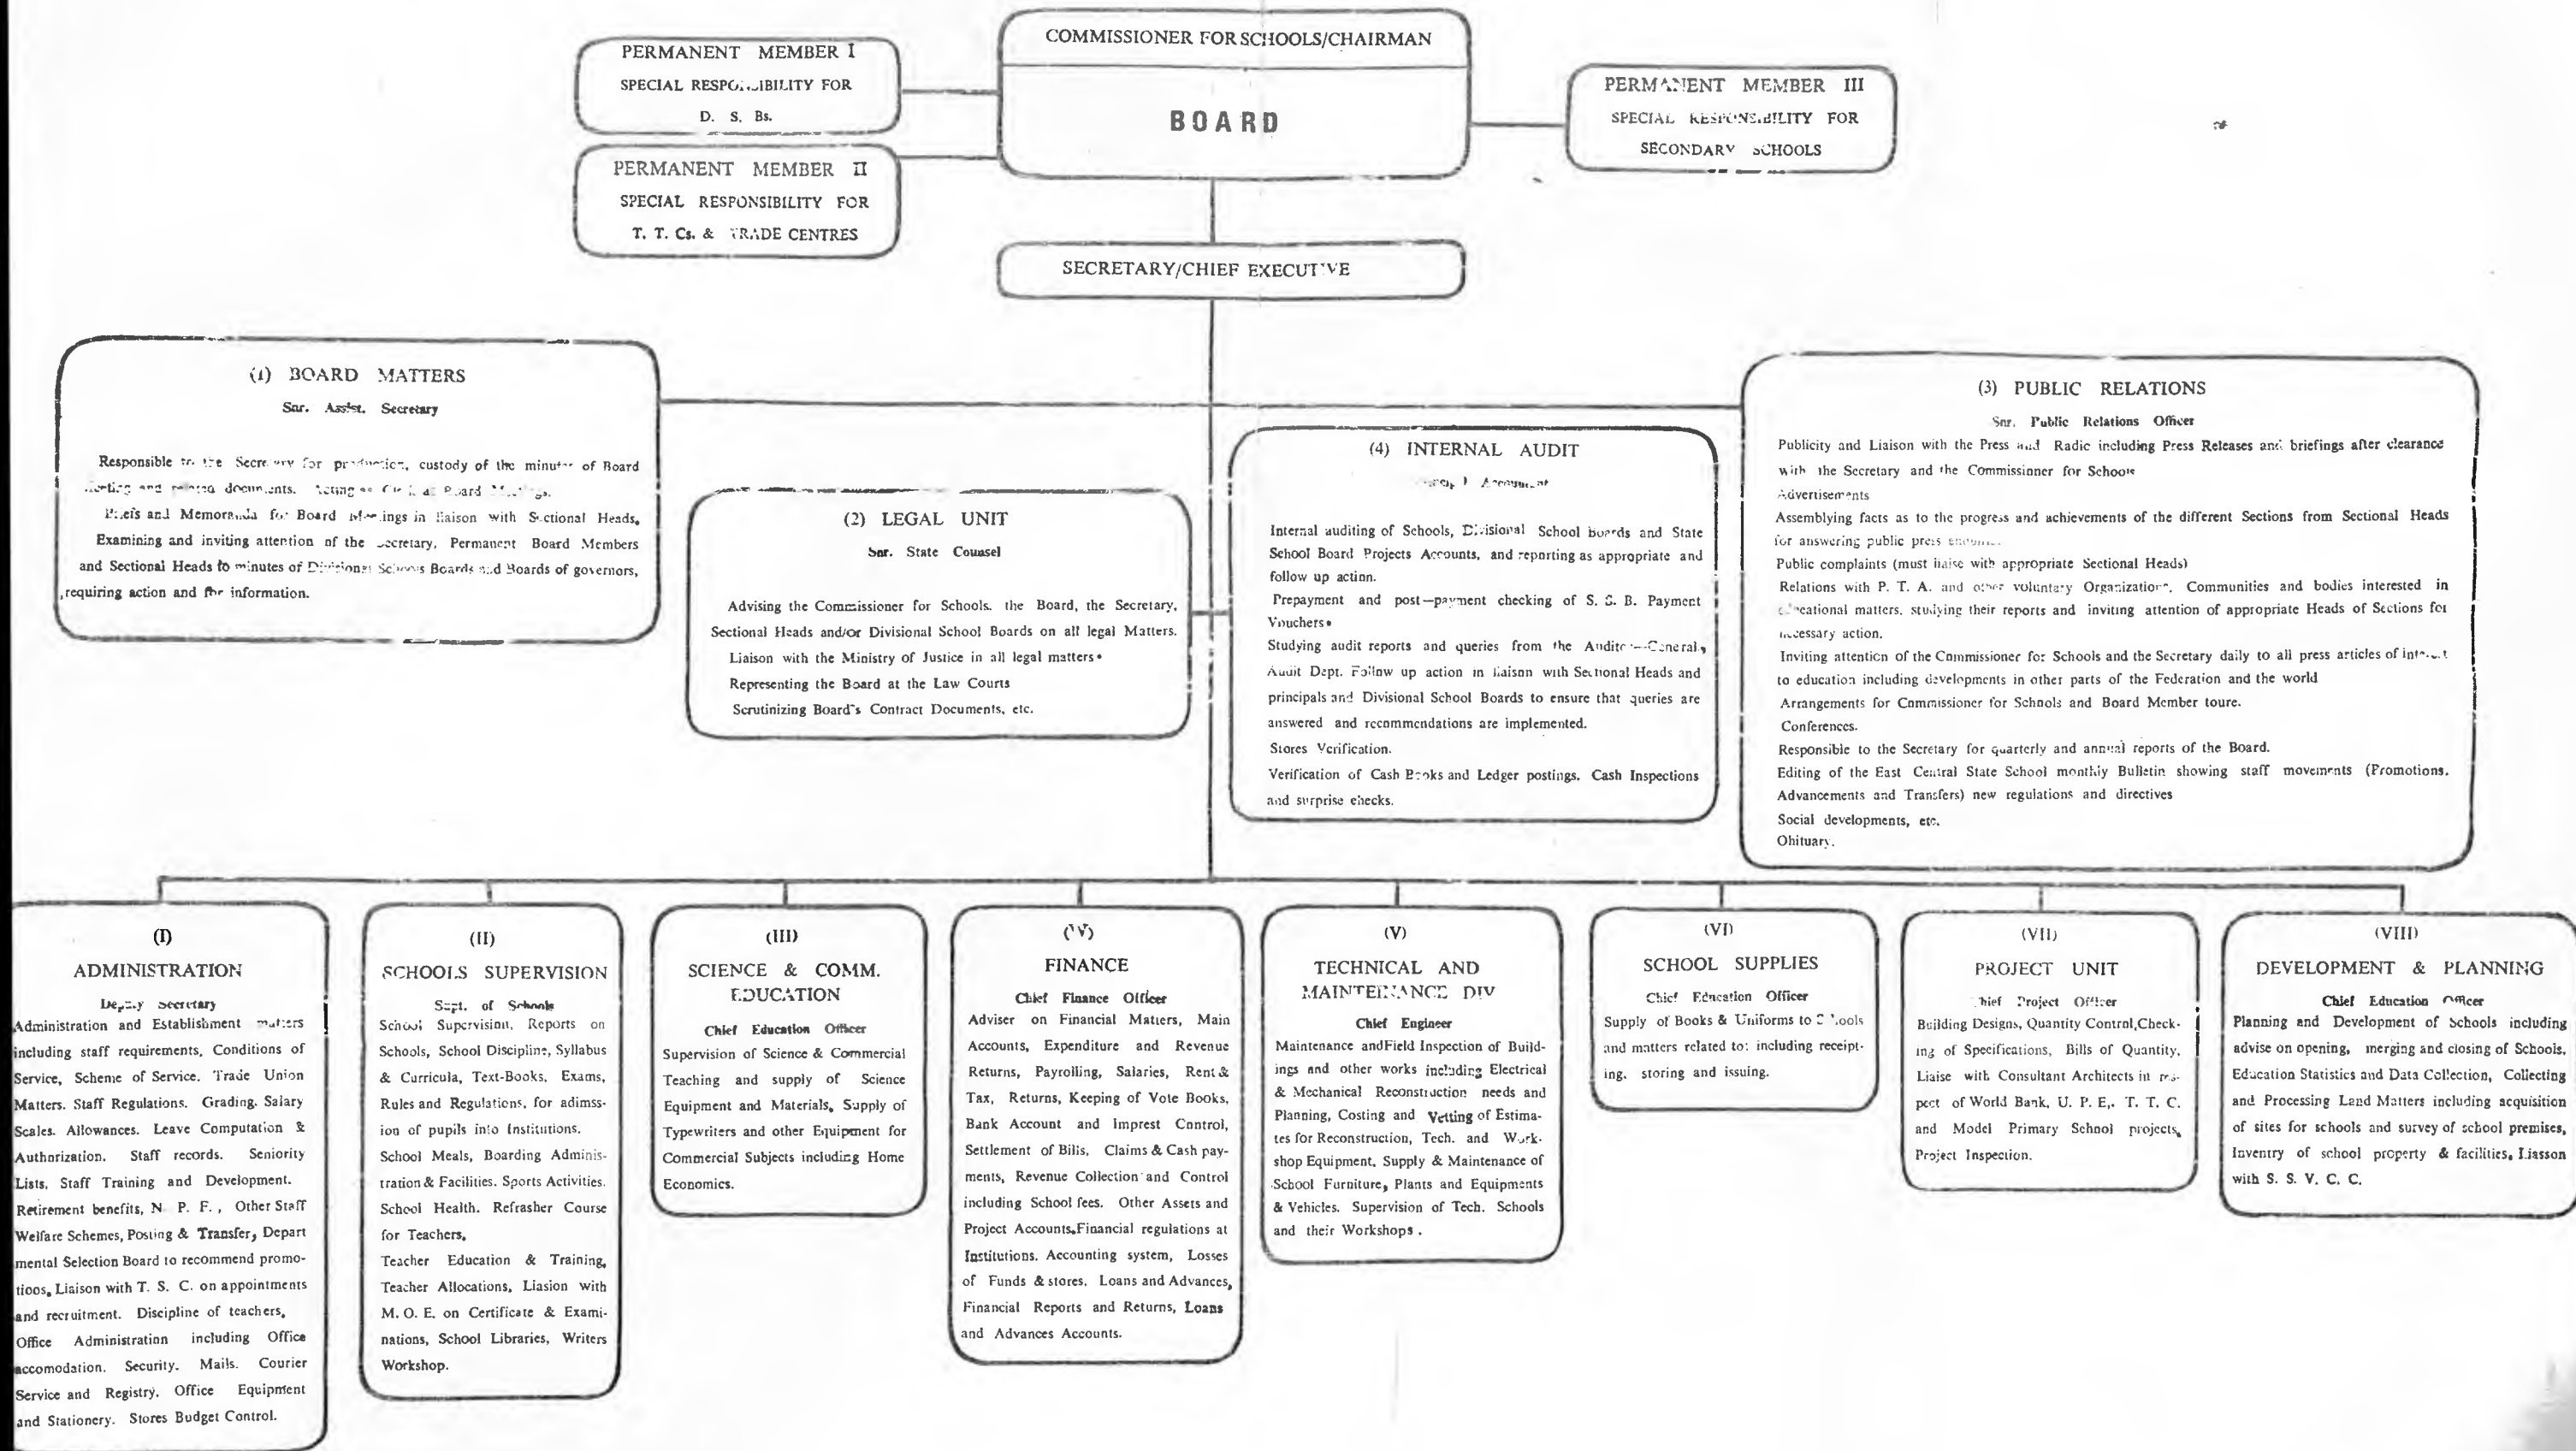 PERMANENT MEMBER I
SPECIAL RESPONSIBILITY FOR
D. S. Bs.
PERMANENT MEMBER II
SPECIAL RESPONSIBILITY FOR
T. T. Cs. & TRADE CENTRES
COMMISSIONER FOR SCHOOLS/CHAIRMAN
BOARD
PERMANENT MEMBER III
SPECIAL RESPONSIBILITY FOR
SECONDARY SCHOOLS
SECRETARY/CHIEF EXECUTIVE
(1) BOARD MATTERS
Snr. Assist. Secretary
Responsible to the Secretary for production, custody of the minutes of Board
and related documents. Acting as Clerk at Board Meetings.
Briefs and Memoranda for Board Meetings in liaison with Sectional Heads,
Examining and inviting attention of the Secretary, Permanent Board Members
and Sectional Heads to minutes of Divisional Schools Boards and Boards of governors,
requiring action and for information.
(2) LEGAL UNIT
Snr. State Counsel
Advising the Commissioner for Schools. the Board, the Secretary,
Sectional Heads and/or Divisional School Boards on all legal Matters.
Liaison with the Ministry of Justice in all legal matters•
Representing the Board at the Law Courts
Scrutinizing Board's Contract Documents, etc.
(4) INTERNAL AUDIT
Internal auditing of Schools, Divisional School Boards and State
School Board Projects Accounts, and reporting as appropriate and
follow up action.
Prepayment and post—payment checking of S. S. B. Payment
Vouchers•
Studying audit reports and queries from the Auditor—General,
Audit Dept. Follow up action in liaison with Sectional Heads and
principals and Divisional School Boards to ensure that queries are
answered and recommendations are implemented.
Stores Verification.
Verification of Cash Books and Ledger postings. Cash Inspections
and surprise checks.
(3) PUBLIC RELATIONS
Snr. Public Relations Officer
Publicity and Liaison with the Press and Radio including Press Releases and briefings after clearance
with the Secretary and the Commissioner for Schools
Advertisements
Assemblying facts as to the progress and achievements of the different Sections from Sectional Heads
for answering public press
Public complaints (must liaise with appropriate Sectional Heads)
Relations with P. T. A. and other voluntary Organizations, Communities and bodies interested in
educational matters, studying their reports and inviting attention of appropriate Heads of Sections for
necessary action.
Inviting attention of the Commissioner for Schools and the Secretary daily to all press articles of interest
to education including developments in other parts of the Federation and the world
Arrangements for Commissioner for Schools and Board Member toure.
Conferences.
Responsible to the Secretary for quarterly and annual reports of the Board.
Editing of the East Central State School monthly Bulletin showing staff movements (Promotions,
Advancements and Transfers) new regulations and directives
Social developments, etc.
Obituary.
(I)
ADMINISTRATION
Deputy Secretary
Administration and Establishment matters
including staff requirements, Conditions of
Service, Scheme of Service. Trade Union
Matters. Staff Regulations. Grading. Salary
Scales. Allowances. Leave Computation &
Authorization. Staff records. Seniority
Lists. Staff Training and Development.
Retirement benefits, N. P. F., Other Staff
Welfare Schemes, Posting & Transfer, Depart
mental Selection Board to recommend promo-
tioos, Liaison with T. S. C. on appointments
and recruitment. Discipline of teachers,
Office Administration including Office
accomodation. Security. Mails. Courier
Service and Registry. Office Equipment
and Stationery. Stores Budget Control.
(II)
SCHOOLS SUPERVISION
Supt. of Schools
School Supervision, Reports on
Schools, School Discipline, Syllabus
& Curricula, Text-Books, Exams,
Rules and Regulations, for adimss-
ion of pupils into Institutions.
School Meals, Boarding Adminis-
tration & Facilities. Sports Activities.
School Health. Refrasher Course
for Teachers,
Teacher Education & Training,
Teacher Allocations, Liasion with
M. O. E. on Certificate & Exami-
nations, School Libraries, Writers
Workshop.
(III)
SCIENCE & COMM.
EDUCATION
Chief Education Officer
Supervision of Science & Commercial
Teaching and supply of Science
Equipment and Materials, Supply of
Typewriters and other Equipment for
Commercial Subjects including Home
Economics.
(IV)
FINANCE
Chief Finance Officer
Adviser on Financial Matters, Main
Accounts, Expenditure and Revenue
Returns, Payrolling, Salaries, Rent &
Tax, Returns, Keeping of Vote Books,
Bank Account and Imprest Control,
Settlement of Bills, Claims & Cash pay-
ments, Revenue Collection and Control
including School fees. Other Assets and
Project Accounts. Financial regulations at
Institutions. Accounting system, Losses
of Funds & stores. Loans and Advances,
Financial Reports and Returns, Loans
and Advances Accounts.
(V)
TECHNICAL AND
MAINTENANCE DIV
Chief Engineer
Maintenance andField Inspection of Build-
ings and other works including Electrical
& Mechanical Reconstruction needs and
Planning, Costing and Vetting of Estima-
tes for Reconstruction, Tech. and Work-
shop Equipment, Supply & Maintenance of
School Furniture, Plants and Equipments
& Vehicles. Supervision of Tech. Schools
and their Workshops.
(VI)
SCHOOL SUPPLIES
Chief Education Officer
Supply of Books & Uniforms to Schools
and matters related to: including receipt-
ing, storing and issuing.
(VII)
PROJECT UNIT
Chief Project Officer
Building Designs, Quantity Control,Check-
ing of Specifications, Bills of Quantity,
Liaise with Consultant Architects in res-
pect of World Bank, U. P. E,. T. T. C.
and Model Primary School projects,
Project Inspection.
(VIII)
DEVELOPMENT & PLANNING
Chief Education Officer
Planning and Development of Schools including
advise on opening, merging and closing of Schools,
Education Statistics and Data Collection, Collecting
and Processing Land Matters including acquisition
of sites for schools and survey of school premises,
Inventry of school property & facilities, Liasson
with S. S. V. C. C.